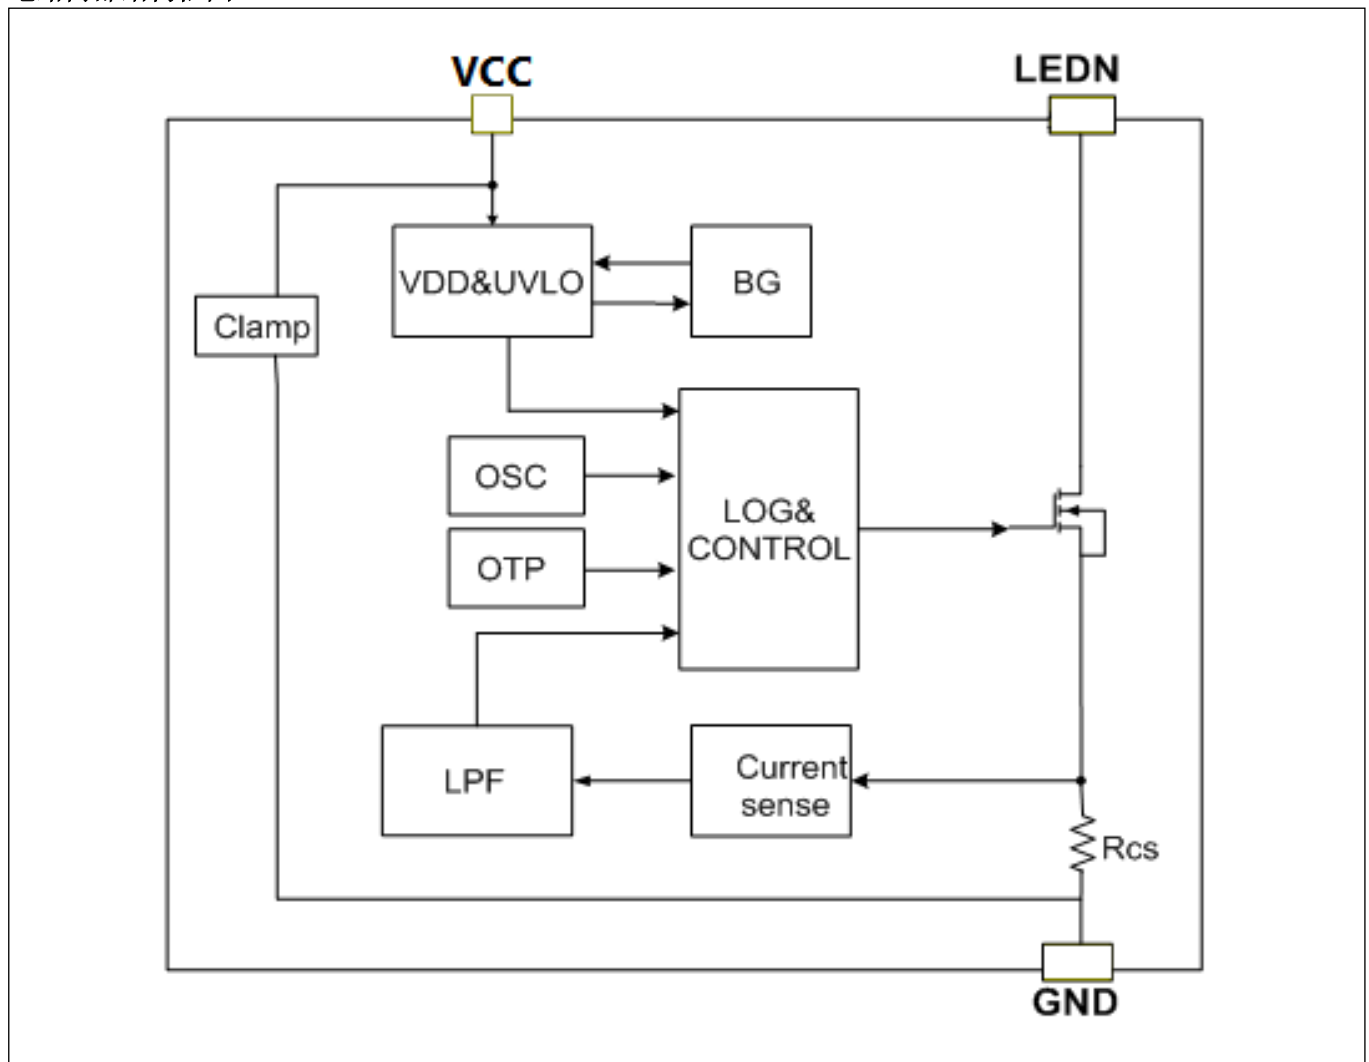 VCC
LEDN
VDD&UVLO
BG
Clamp
OSC
LOG&
CONTROL
OTP
LPF
Current
sense
Rcs
GND